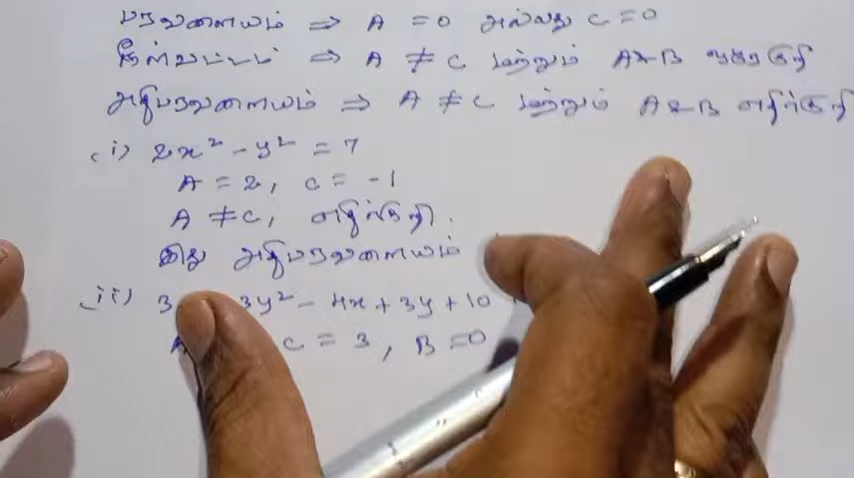 பரவளையம் ⇒ A = 0 அல்லது C = 0
நீள்வட்டம் ⇒ A ≠ C மற்றும் A & B ஒரே குறி
அதிபரவளையம் ⇒ A ≠ C மற்றும் A & B எதிர்குறி
(i) 2x² - y² = 7
A = 2, C = -1
A ≠ C, எதிர்குறி.
இது அதிபரவளையம்
(ii) 3 3y² - 4x + 3y + 10
C = 3, B = 0